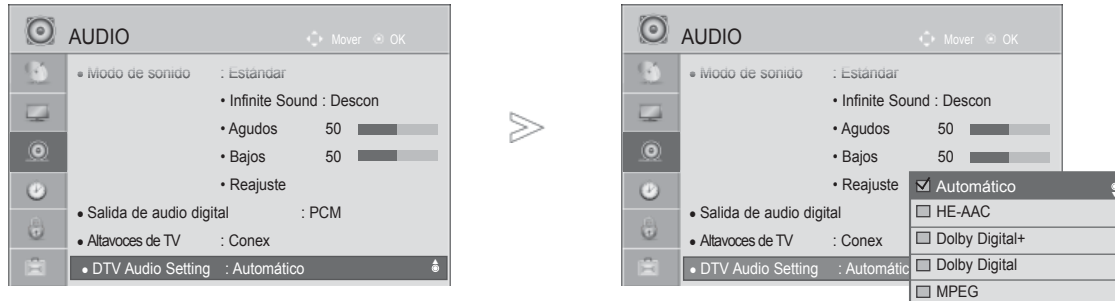 AUDIO
Mover OK
• Modo de sonido : Estándar
• Infinite Sound : Descon
• Agudos 50
• Bajos 50
• Reajuste
• Salida de audio digital : PCM
• Altavoces de TV : Conex
• DTV Audio Setting : Automático
AUDIO
Mover OK
• Modo de sonido : Estándar
• Infinite Sound : Descon
• Agudos 50
• Bajos 50
• Reajuste
• Salida de audio digital
• Altavoces de TV : Conex
• DTV Audio Setting : Automátic
Automático
HE-AAC
Dolby Digital+
Dolby Digital
MPEG